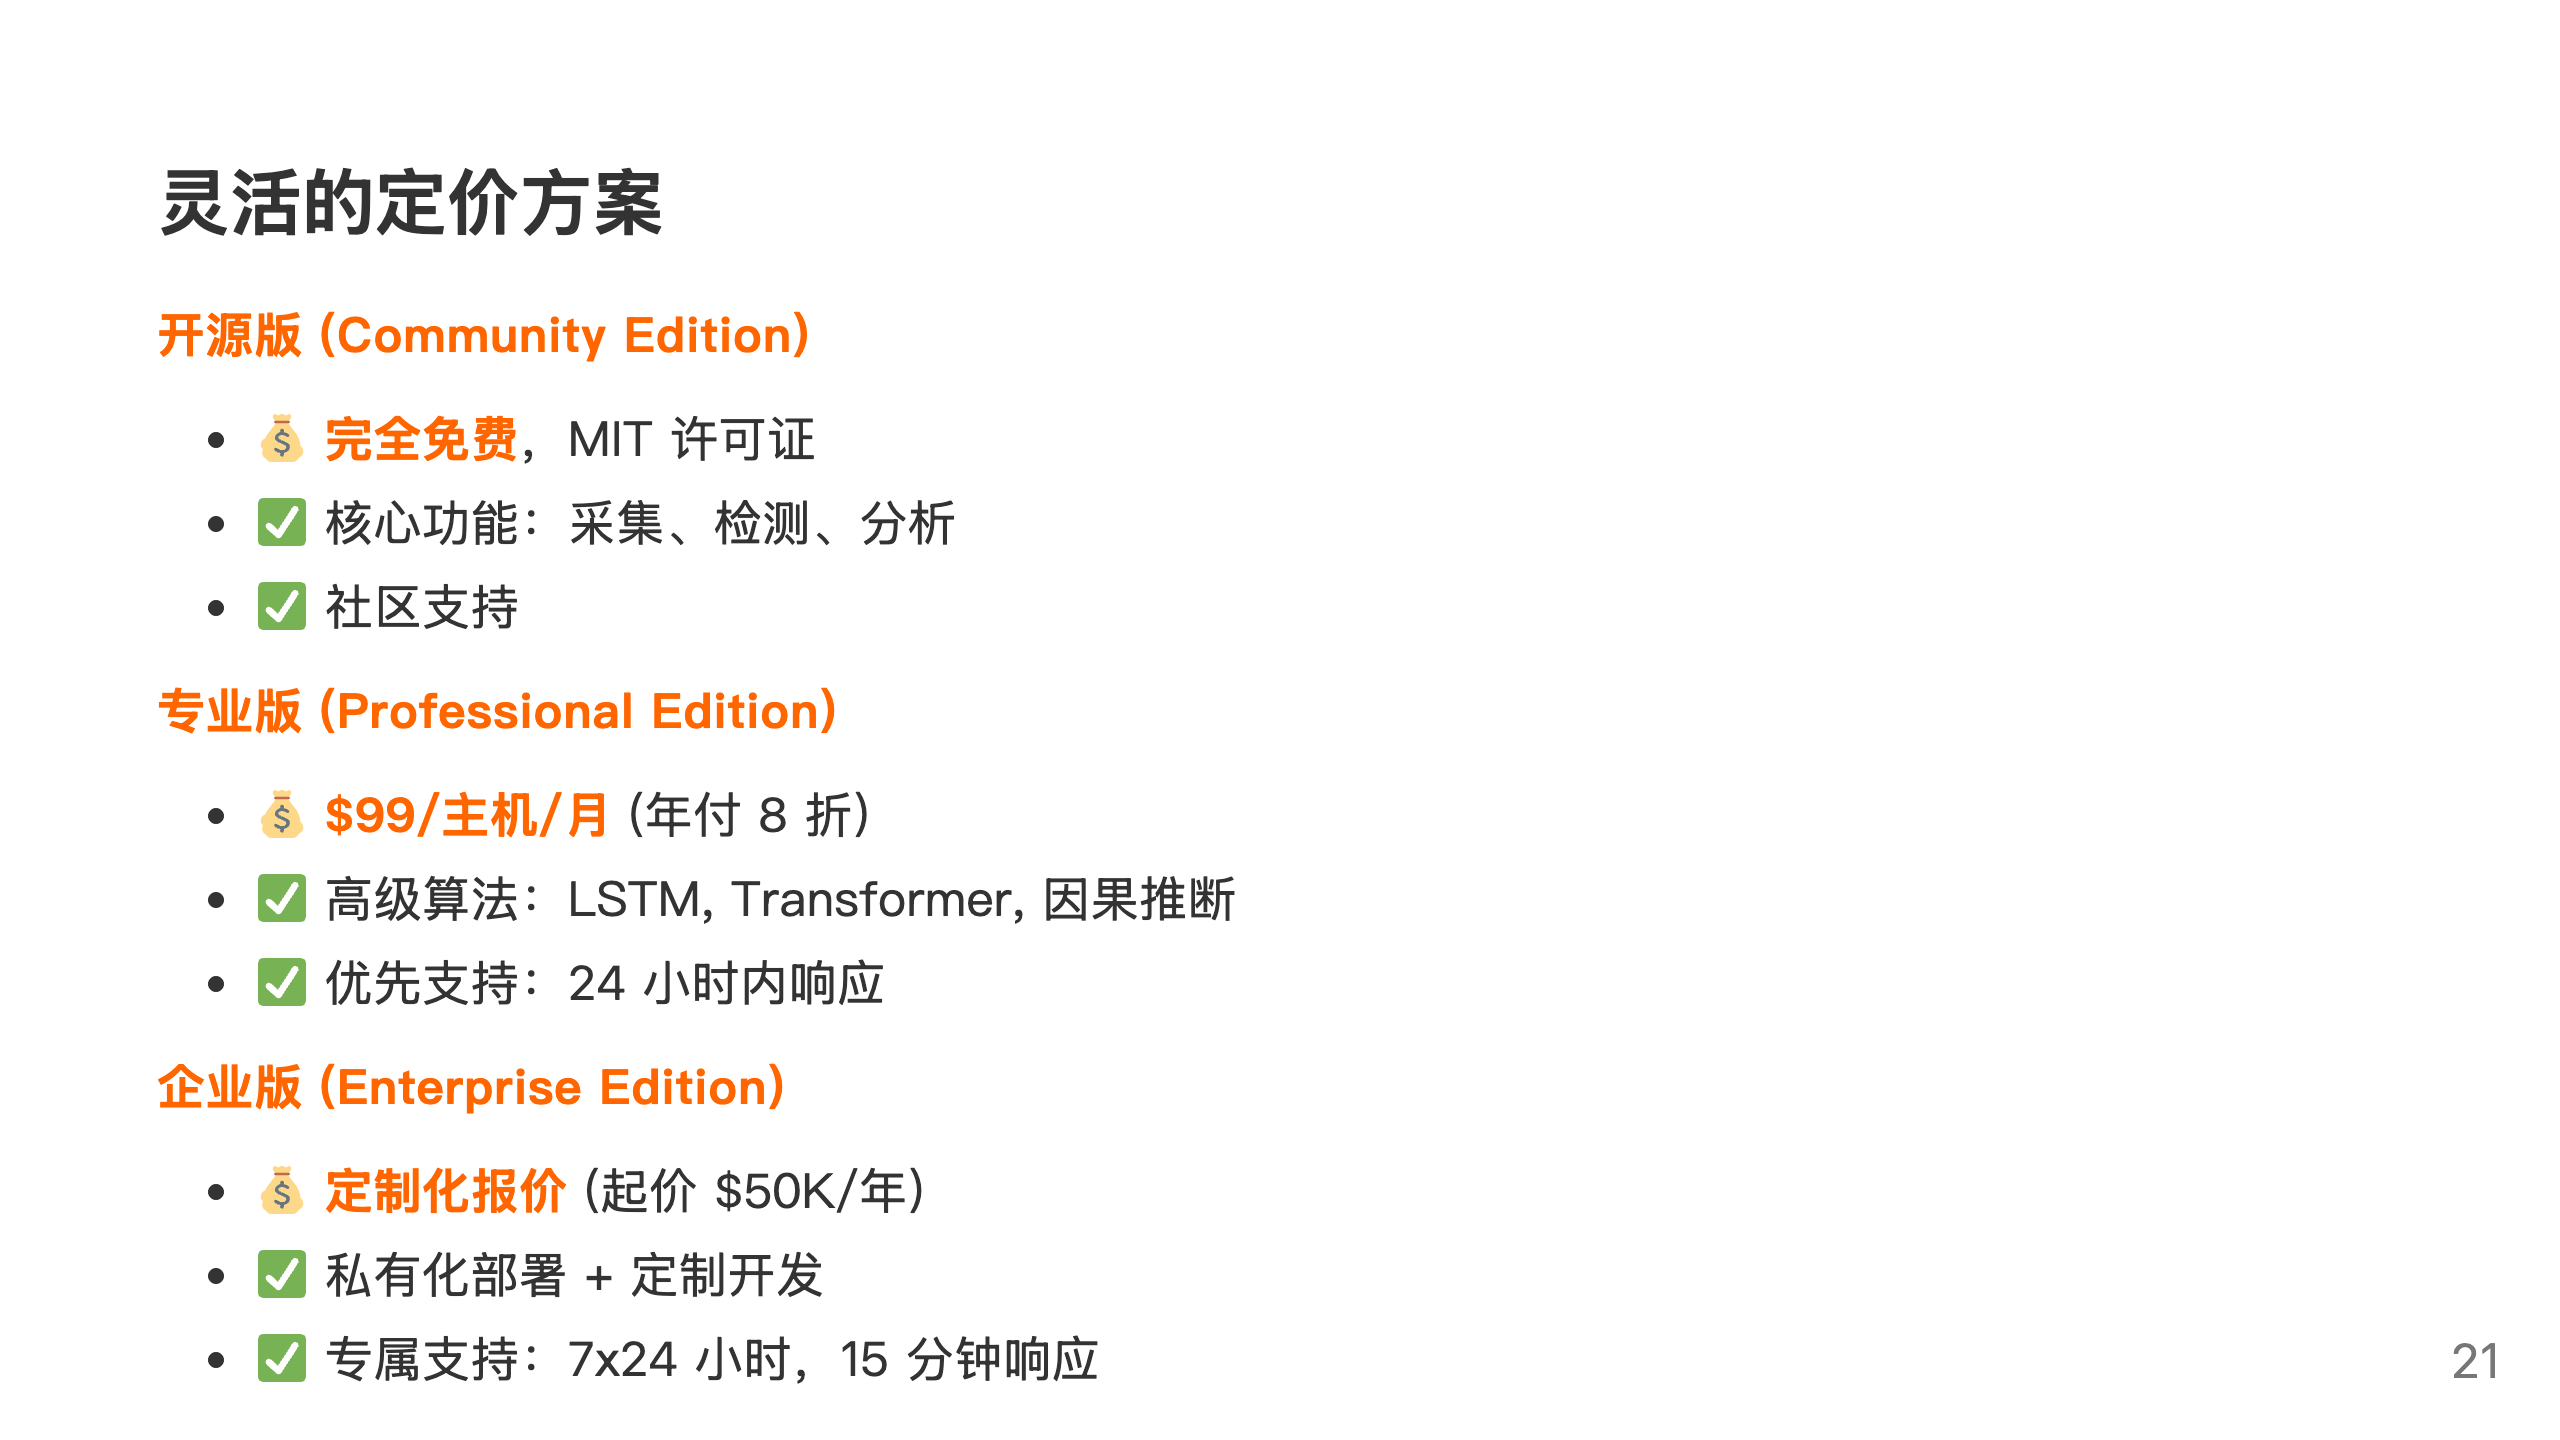 灵活的定价方案
开源版 (Community Edition)
• 💰 完全免费，MIT 许可证
• ✅ 核心功能：采集、检测、分析
• ✅ 社区支持
专业版 (Professional Edition)
• 💰 $99/主机/月 (年付 8 折)
• ✅ 高级算法：LSTM, Transformer, 因果推断
• ✅ 优先支持：24 小时内响应
企业版 (Enterprise Edition)
• 💰 定制化报价 (起价 $50K/年)
• ✅ 私有化部署 + 定制开发
• ✅ 专属支持：7x24 小时，15 分钟响应
21